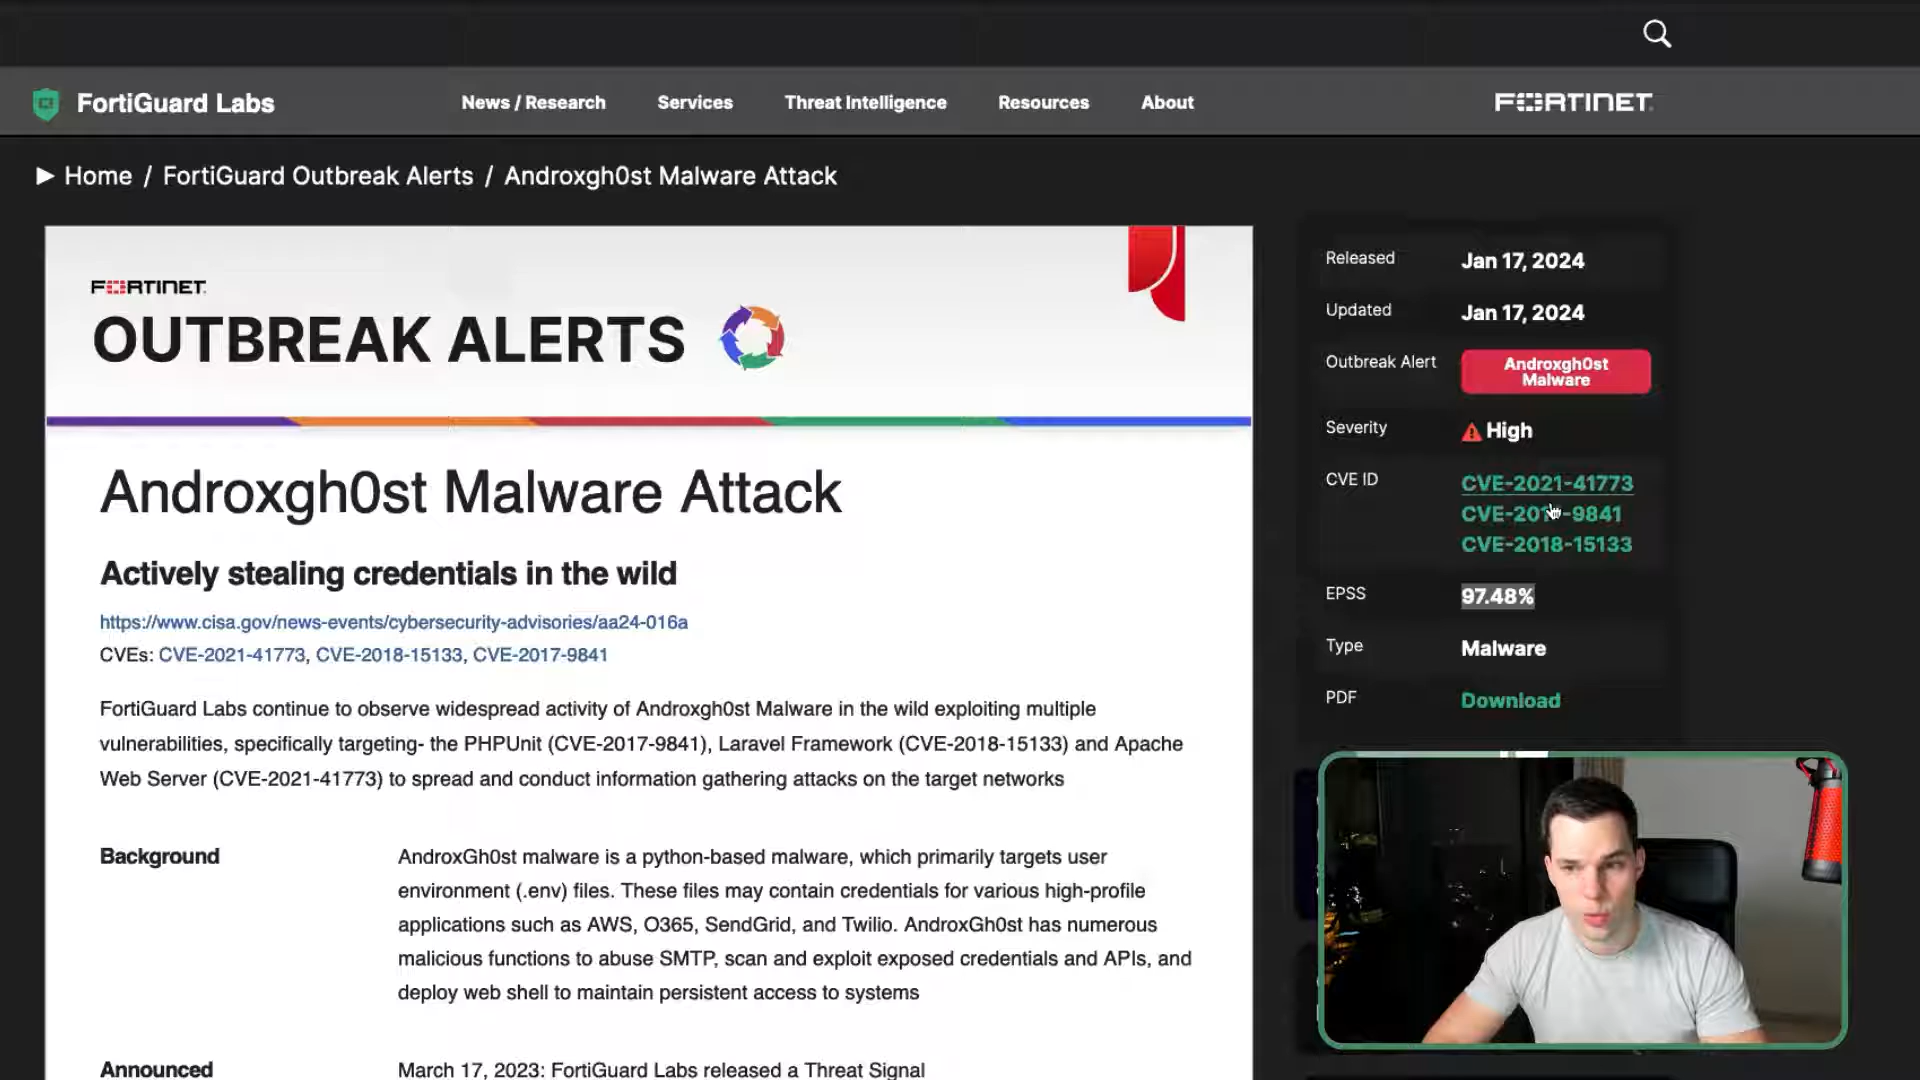 FortiGuard Labs
News / Research
Services
Threat Intelligence
Resources
About
FORTINET
Home / FortiGuard Outbreak Alerts / Androxgh0st Malware Attack
FORTINET
OUTBREAK ALERTS
Androxgh0st Malware Attack
Actively stealing credentials in the wild
https://www.cisa.gov/news-events/cybersecurity-advisories/aa24-016a
CVEs: CVE-2021-41773, CVE-2018-15133, CVE-2017-9841
FortiGuard Labs continue to observe widespread activity of Androxgh0st Malware in the wild exploiting multiple
vulnerabilities, specifically targeting- the PHPUnit (CVE-2017-9841), Laravel Framework (CVE-2018-15133) and Apache
Web Server (CVE-2021-41773) to spread and conduct information gathering attacks on the target networks
Background
AndroxGh0st malware is a python-based malware, which primarily targets user
environment (.env) files. These files may contain credentials for various high-profile
applications such as AWS, O365, SendGrid, and Twilio. AndroxGh0st has numerous
malicious functions to abuse SMTP, scan and exploit exposed credentials and APIs, and
deploy web shell to maintain persistent access to systems
Announced
March 17, 2023: FortiGuard Labs released a Threat Signal
Released Jan 17, 2024
Updated Jan 17, 2024
Outbreak Alert Androxgh0st
Malware
Severity High
CVE ID CVE-2021-41773
CVE-2017-9841
CVE-2018-15133
EPSS 97.48%
Type Malware
PDF Download